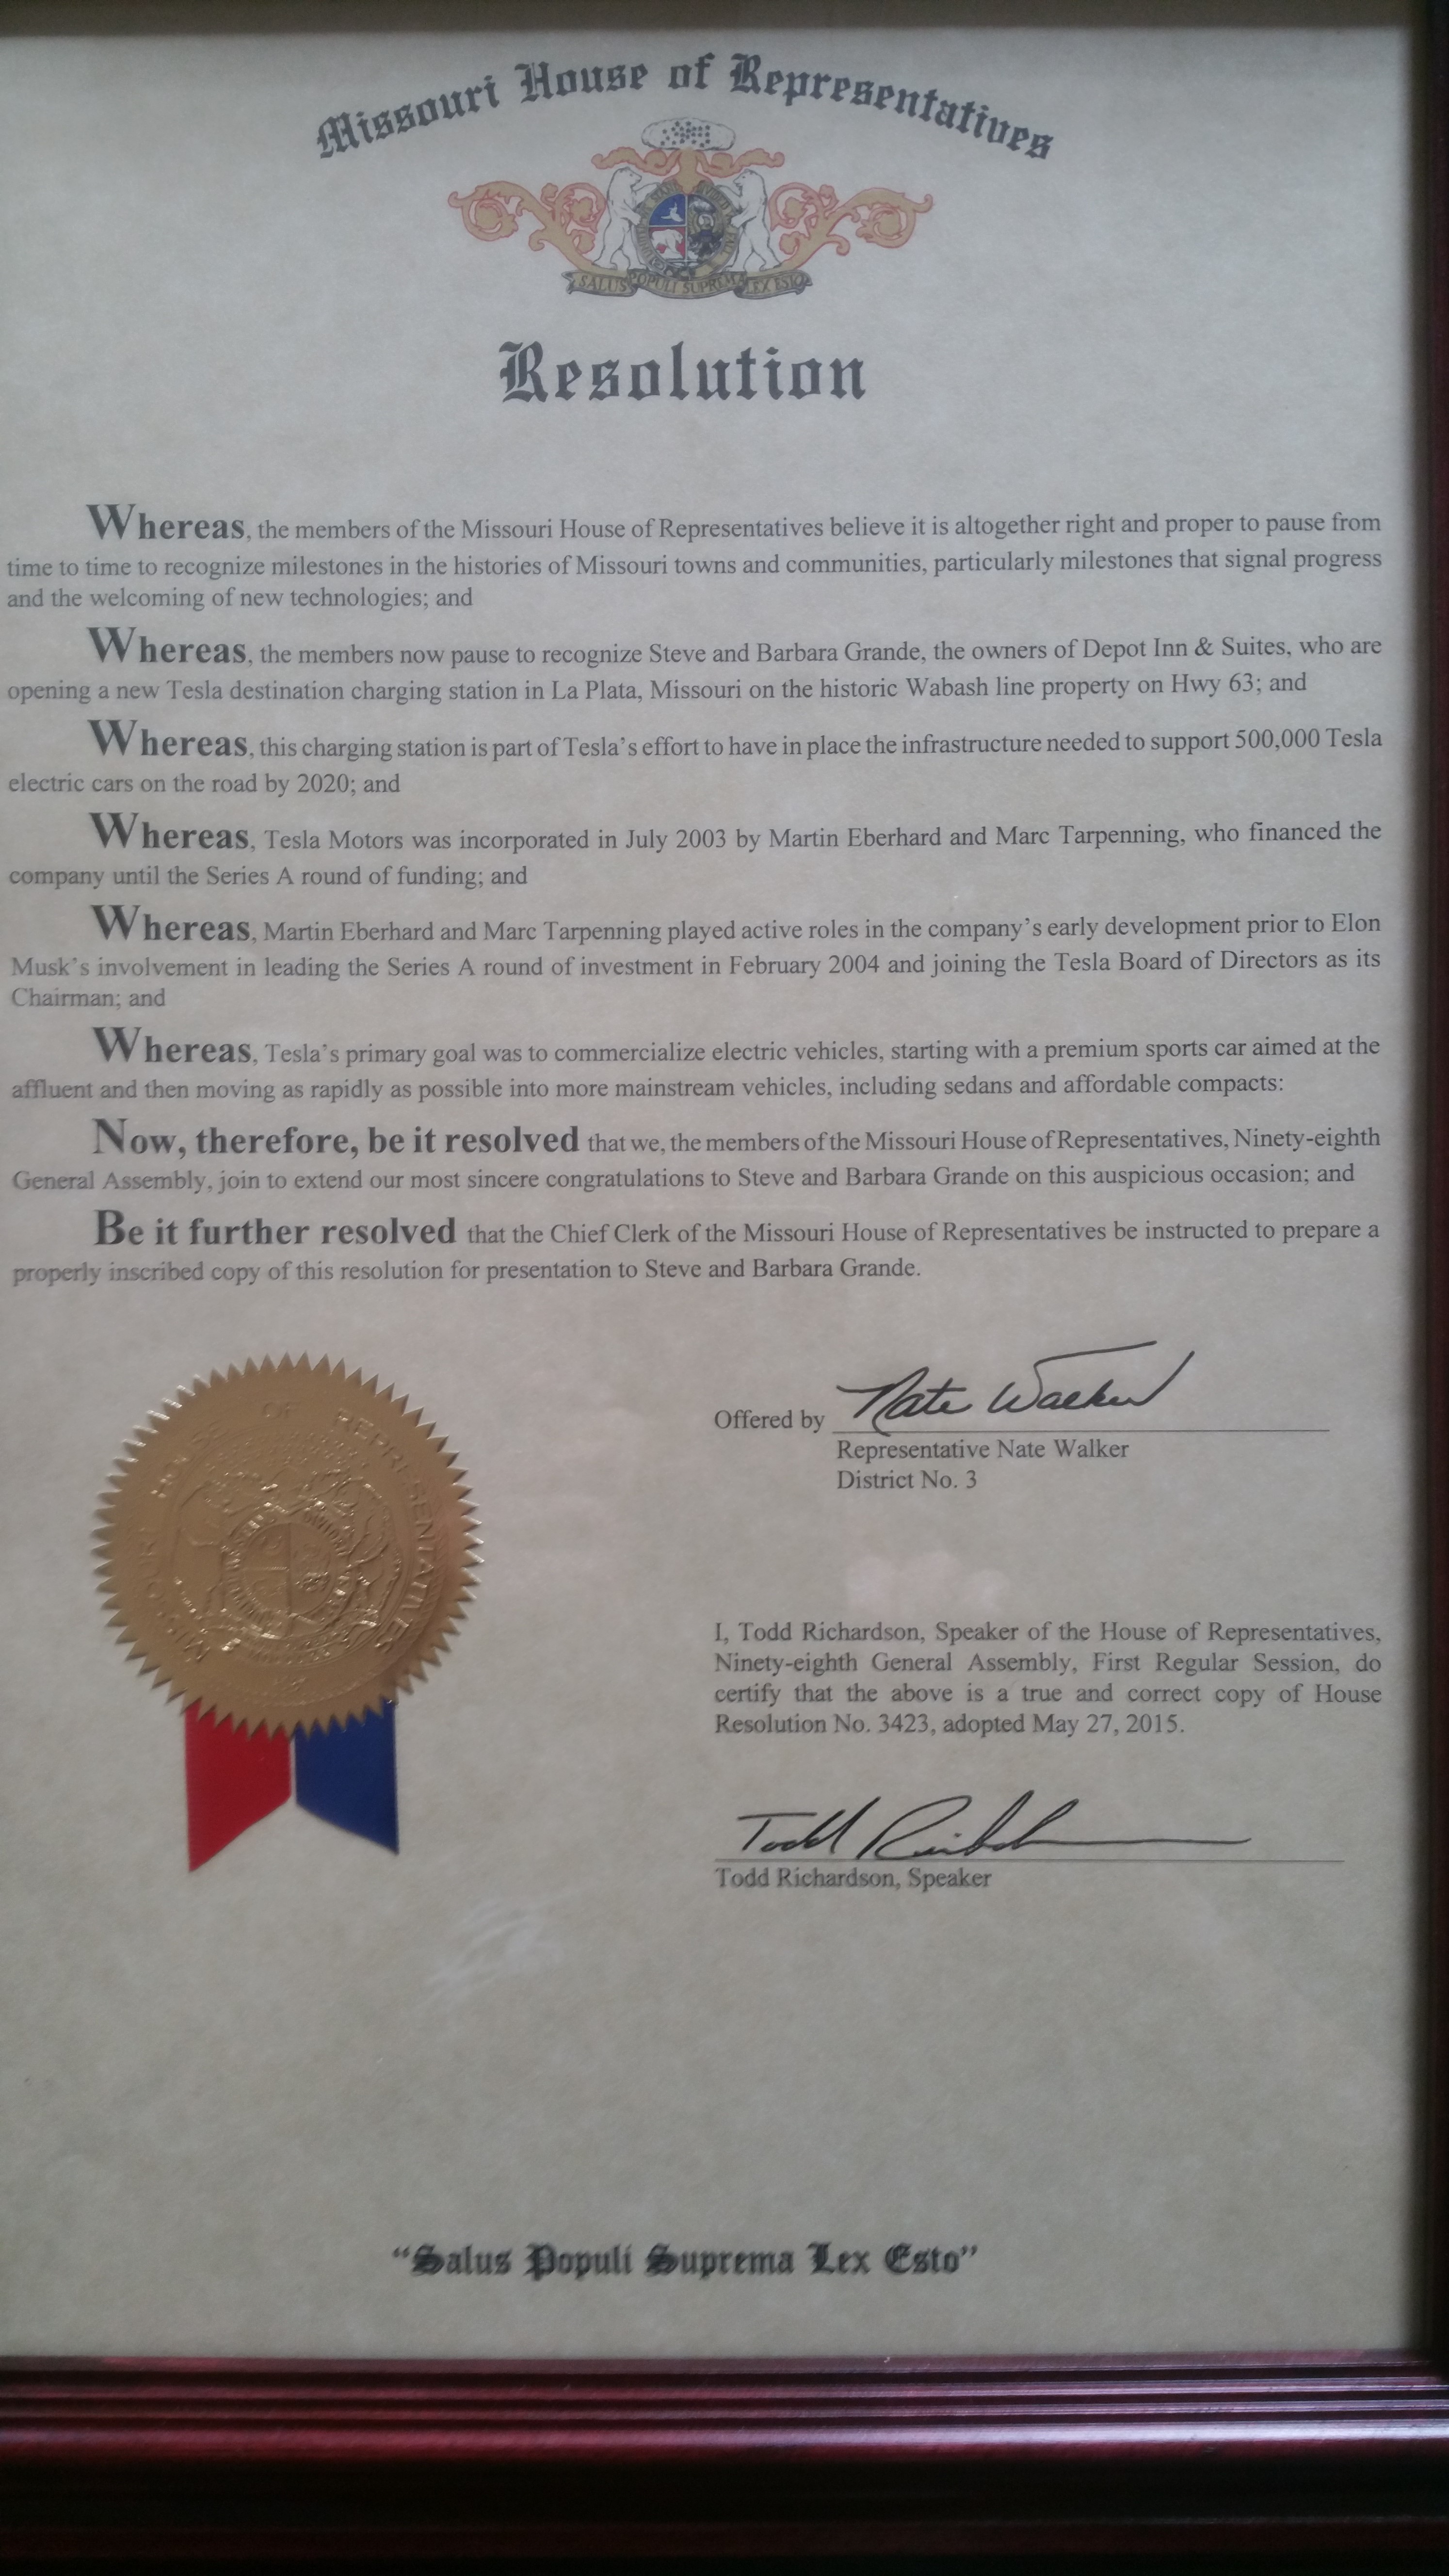 Missouri House of Representatives
SALUS POPULI SUPREMA LEX ESTO
Resolution
Whereas, the members of the Missouri House of Representatives believe it is altogether right and proper to pause from
time to time to recognize milestones in the histories of Missouri towns and communities, particularly milestones that signal progress
and the welcoming of new technologies; and
Whereas, the members now pause to recognize Steve and Barbara Grande, the owners of Depot Inn & Suites, who are
opening a new Tesla destination charging station in La Plata, Missouri on the historic Wabash line property on Hwy 63; and
Whereas, this charging station is part of Tesla's effort to have in place the infrastructure needed to support 500,000 Tesla
electric cars on the road by 2020; and
Whereas, Tesla Motors was incorporated in July 2003 by Martin Eberhard and Marc Tarpenning, who financed the
company until the Series A round of funding; and
Whereas, Martin Eberhard and Marc Tarpenning played active roles in the company's early development prior to Elon
Musk's involvement in leading the Series A round of investment in February 2004 and joining the Tesla Board of Directors as its
Chairman; and
Whereas, Tesla's primary goal was to commercialize electric vehicles, starting with a premium sports car aimed at the
affluent and then moving as rapidly as possible into more mainstream vehicles, including sedans and affordable compacts:
Now, therefore, be it resolved that we, the members of the Missouri House of Representatives, Ninety-eighth
General Assembly, join to extend our most sincere congratulations to Steve and Barbara Grande on this auspicious occasion; and
Be it further resolved that the Chief Clerk of the Missouri House of Representatives be instructed to prepare a
properly inscribed copy of this resolution for presentation to Steve and Barbara Grande.
OF REPRESENTATIVES
Offered by Nate Walker
Representative Nate Walker
District No. 3
I, Todd Richardson, Speaker of the House of Representatives,
Ninety-eighth General Assembly, First Regular Session, do
certify that the above is a true and correct copy of House
Resolution No. 3423, adopted May 27, 2015.
Todd Richardson
Todd Richardson, Speaker
"Salus Populi Suprema Lex Esto"